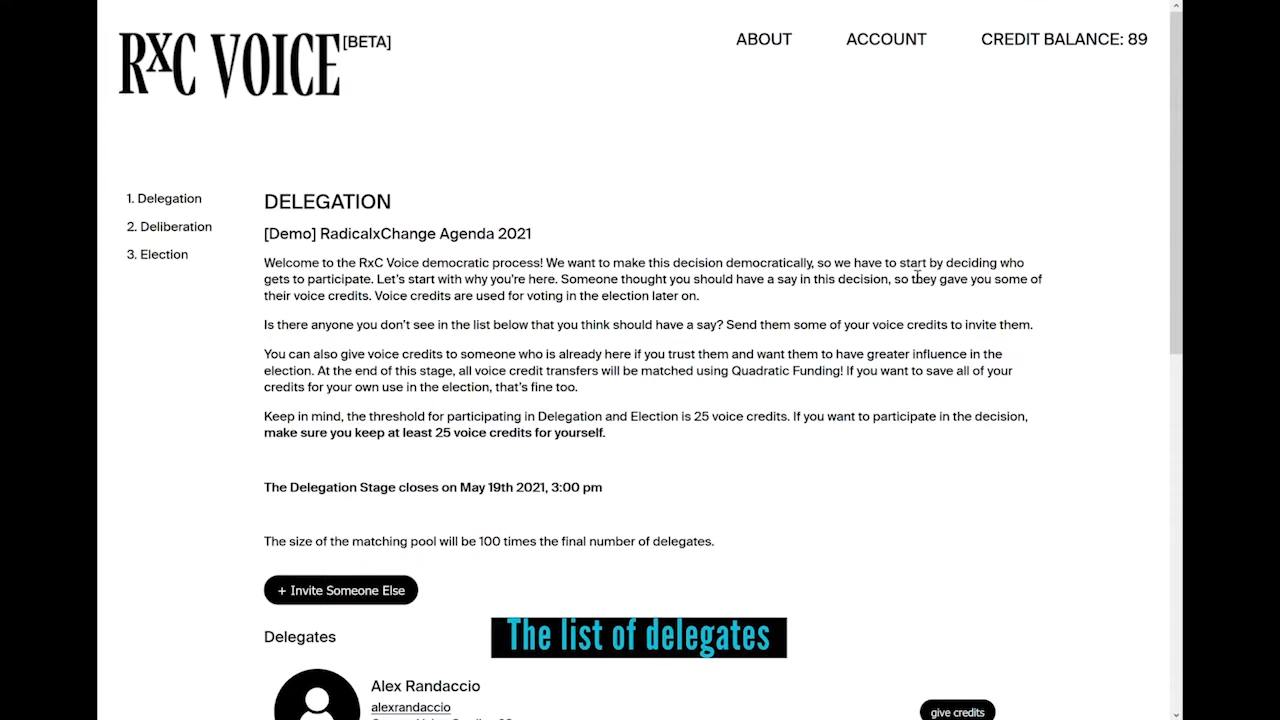 RxC VOICE [BETA]
ABOUT
ACCOUNT
CREDIT BALANCE: 89
1. Delegation
2. Deliberation
3. Election
DELEGATION
[Demo] RadicalxChange Agenda 2021
Welcome to the RxC Voice democratic process! We want to make this decision democratically, so we have to start by deciding who
gets to participate. Let's start with why you're here. Someone thought you should have a say in this decision, so they gave you some of
their voice credits. Voice credits are used for voting in the election later on.
Is there anyone you don't see in the list below that you think should have a say? Send them some of your voice credits to invite them.
You can also give voice credits to someone who is already here if you trust them and want them to have greater influence in the
election. At the end of this stage, all voice credit transfers will be matched using Quadratic Funding! If you want to save all of your
credits for your own use in the election, that's fine too.
Keep in mind, the threshold for participating in Delegation and Election is 25 voice credits. If you want to participate in the decision,
make sure you keep at least 25 voice credits for yourself.
The Delegation Stage closes on May 19th 2021, 3:00 pm
The size of the matching pool will be 100 times the final number of delegates.
+ Invite Someone Else
Delegates
The list of delegates
Alex Randaccio
alexrandaccio
give credits